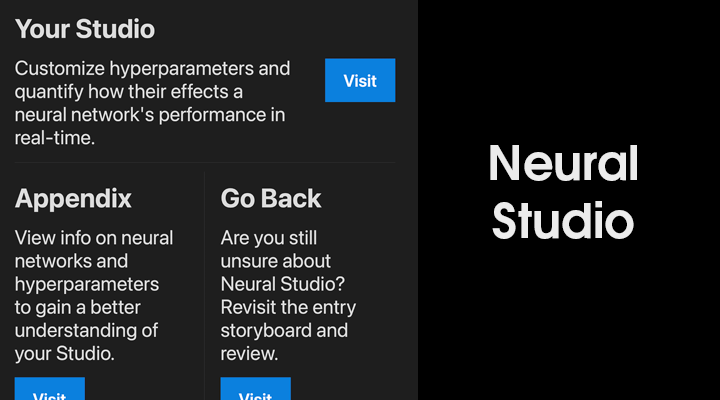 Your Studio
Customize hyperparameters and
quantify how their effects a
neural network's performance in
real-time.
Visit
Appendix
View info on neural
networks and
hyperparameters
to gain a better
understanding of
your Studio.
Visit
Go Back
Are you still
unsure about
Neural Studio?
Revisit the entry
storyboard and
review.
Visit
Neural
Studio